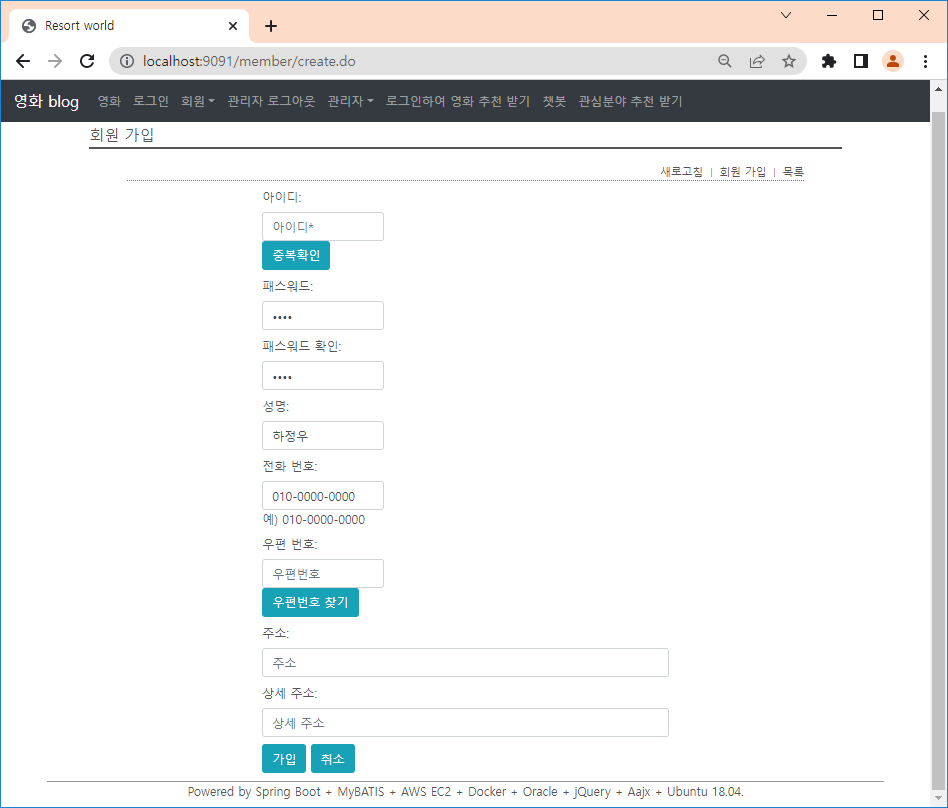 Resort world
localhost:9091/member/create.do
영화 blog 영화 로그인 회원 관리자 로그아웃 관리자 로그인하여 영화 추천 받기 챗봇 관심분야 추천 받기
회원 가입
새로고침 | 회원 가입 | 목록
아이디:
아이디*
중복확인
패스워드:
••••
패스워드 확인:
••••
성명:
하정우
전화 번호:
010-0000-0000
예) 010-0000-0000
우편 번호:
우편번호
우편번호 찾기
주소:
주소
상세 주소:
상세 주소
가입 취소
Powered by Spring Boot + MyBATIS + AWS EC2 + Docker + Oracle + jQuery + Aajx + Ubuntu 18.04.